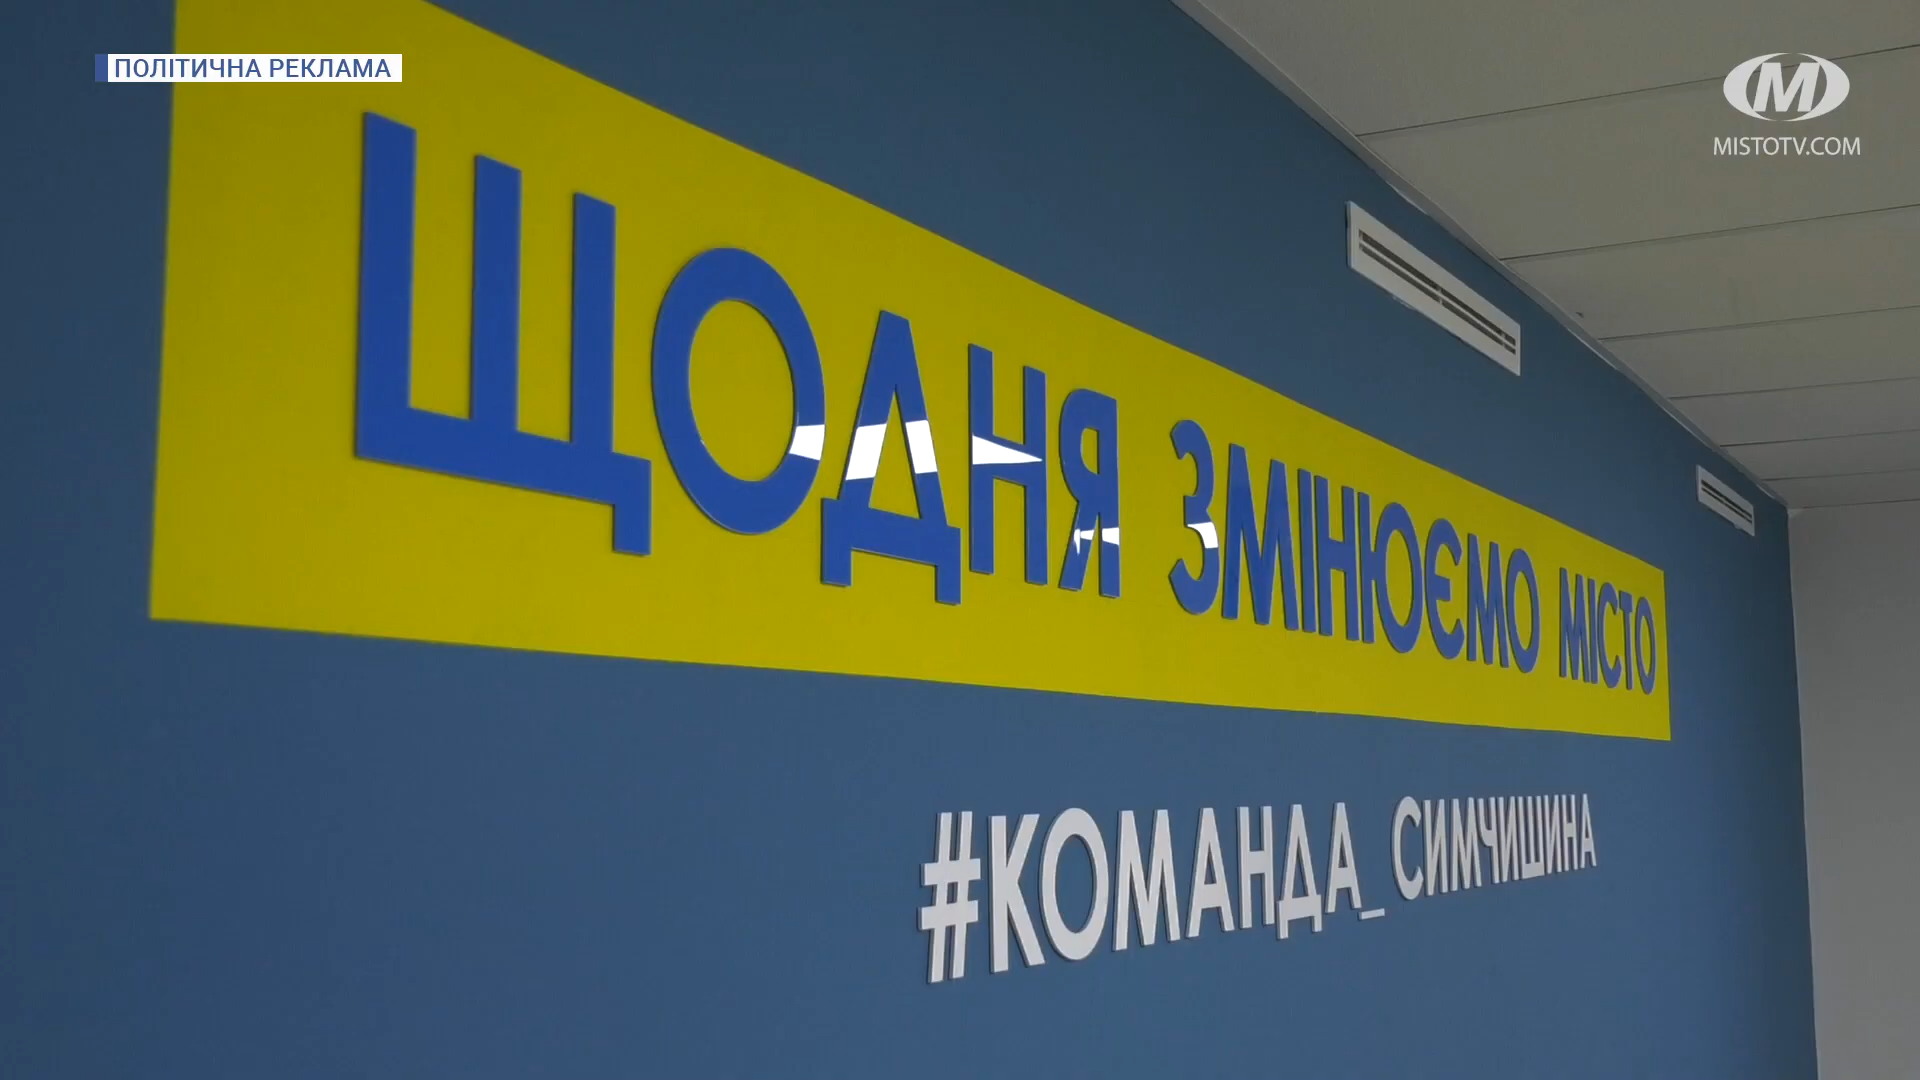 ПОЛІТИЧНА РЕКЛАМА
M
MISTOTV.COM
ЩОДНЯ ЗМІНЮЄМО МІСТО
#КОМАНДА_СИМЧИШИНА